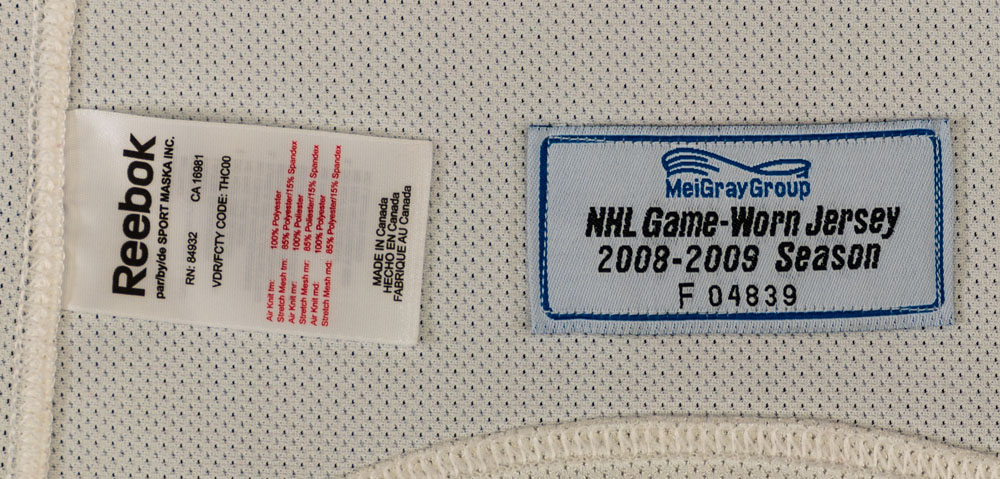 Reebok
par/by/de SPORT MASKA INC.
RN: 84932 CA 16981
VDR/FCTY CODE: THC00
Air Knit tm: 100% Polyester
Stretch Mesh tm: 85% Polyester/15% Spandex
Air Knit mr: 100% Poliester
Stretch Mesh mr: 85% Poliester/15% Spandex
Air Knit md: 100% Polyester
Stretch Mesh md: 85% Polyester/15% Spandex
MADE IN Canada
HECHO EN Canada
FABRIQUE AU Canada
MeiGrayGroup
NHL Game-Worn Jersey
2008-2009 Season
F 04839